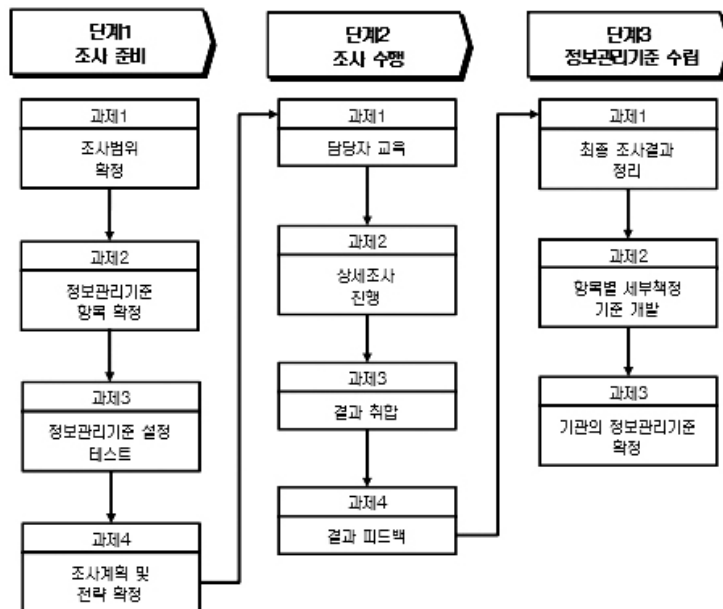 단계1
조사 준비
과제1
조사범위
확정
과제2
정보관리기준
항목 확정
과제3
정보관리기준 설정
테스트
과제4
조사계획 및
전략 확정
단계2
조사 수행
과제1
담당자 교육
과제2
상세조사
진행
과제3
결과 취합
과제4
결과 피드백
단계3
정보관리기준 수립
과제1
최종 조사결과
정리
과제2
항목별 세부책정
기준 개발
과제3
기관의 정보관리기준
확정